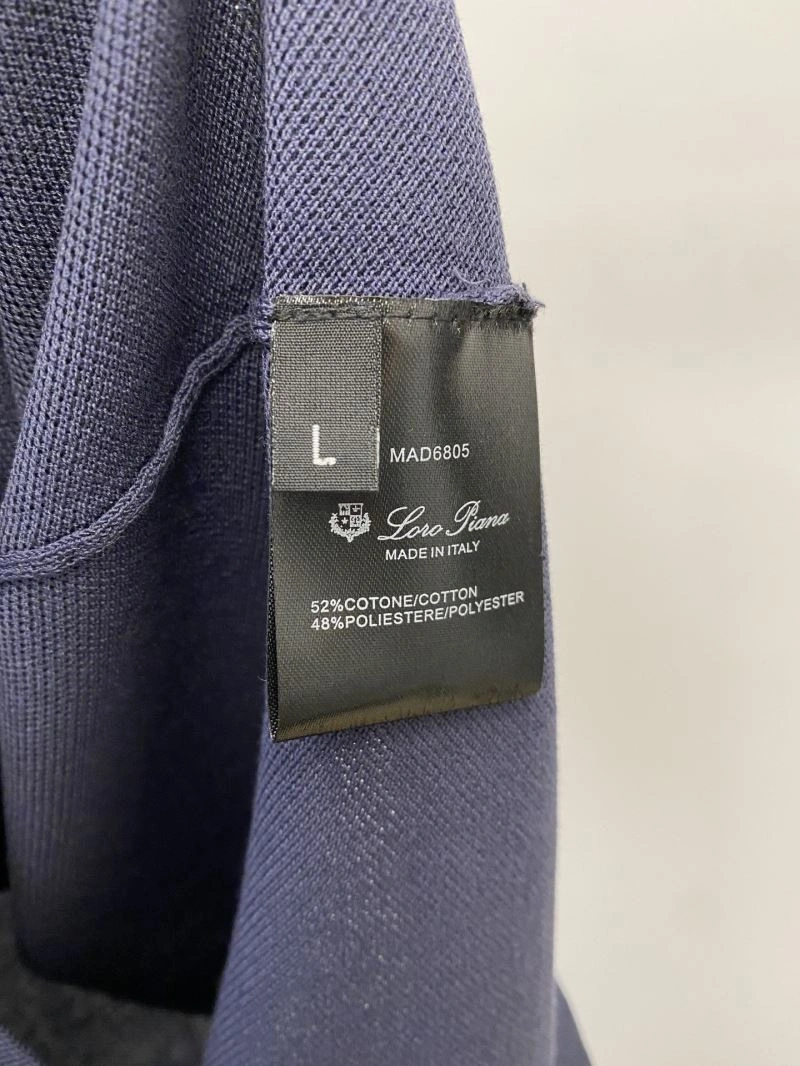 L
MAD6805
Loro Piana
MADE IN ITALY
52%COTONE/COTTON
48%POLIESTERE/POLYESTER